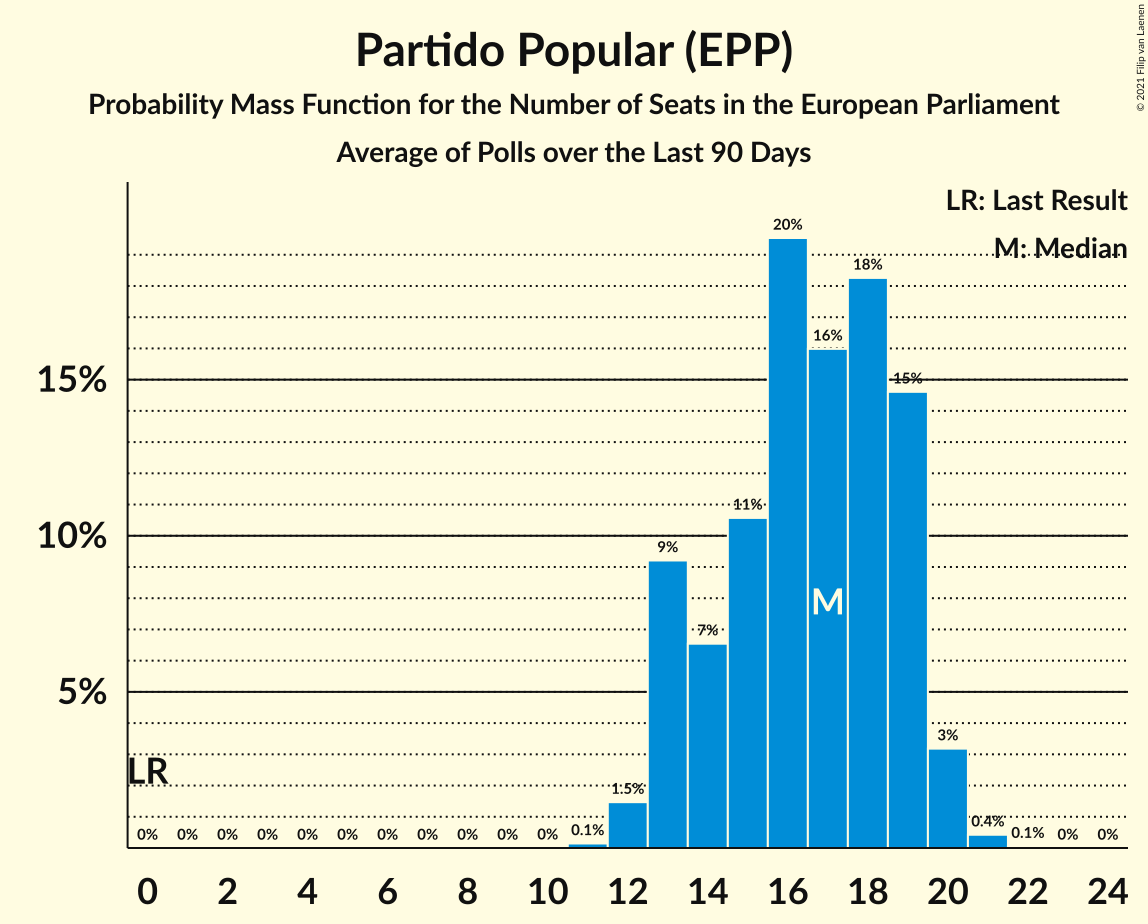 Partido Popular (EPP)
Probability Mass Function for the Number of Seats in the European Parliament
Average of Polls over the Last 90 Days
© 2021 Filip van Laenen
LR: Last Result
M: Median
15%
10%
5%
LR
M
0% 0% 0% 0% 0% 0% 0% 0% 0% 0% 0% 0.1% 1.5% 9% 7% 11% 20% 16% 18% 15% 3% 0.4% 0.1% 0% 0%
0 2 4 6 8 10 12 14 16 18 20 22 24